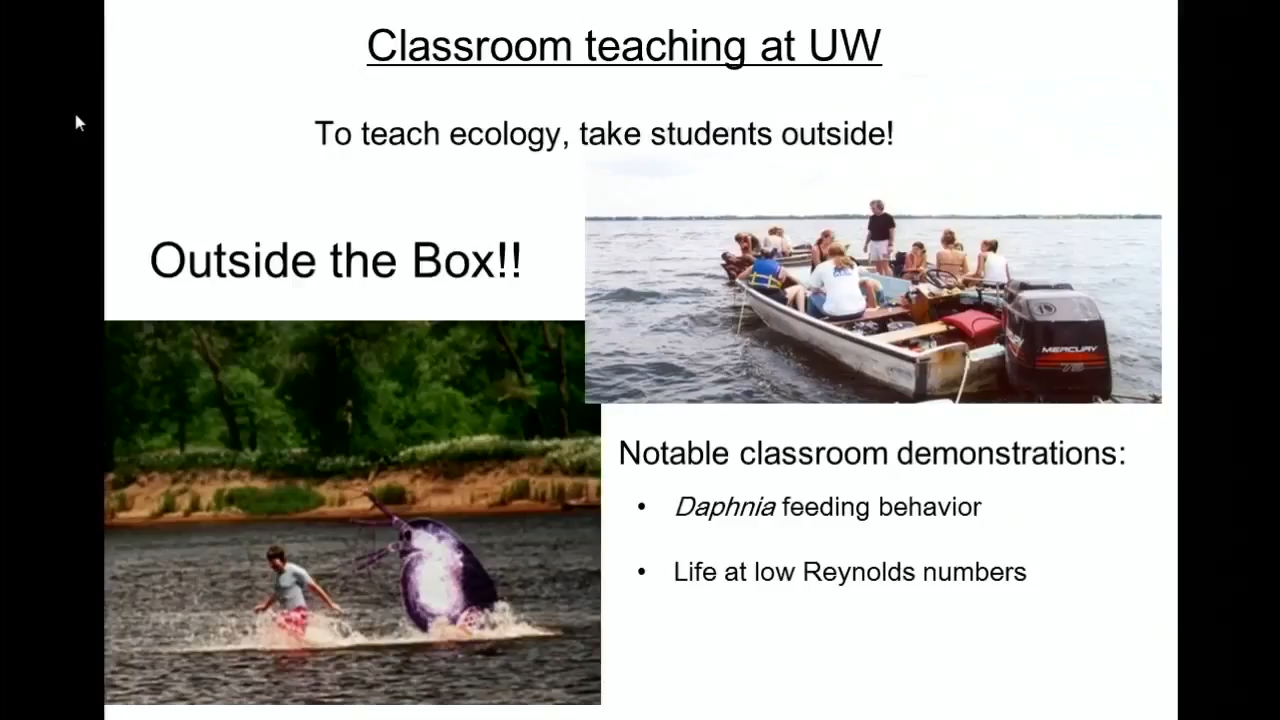 Classroom teaching at UW
To teach ecology, take students outside!
Outside the Box!!
MERCURY
75
Notable classroom demonstrations:
• Daphnia feeding behavior
• Life at low Reynolds numbers